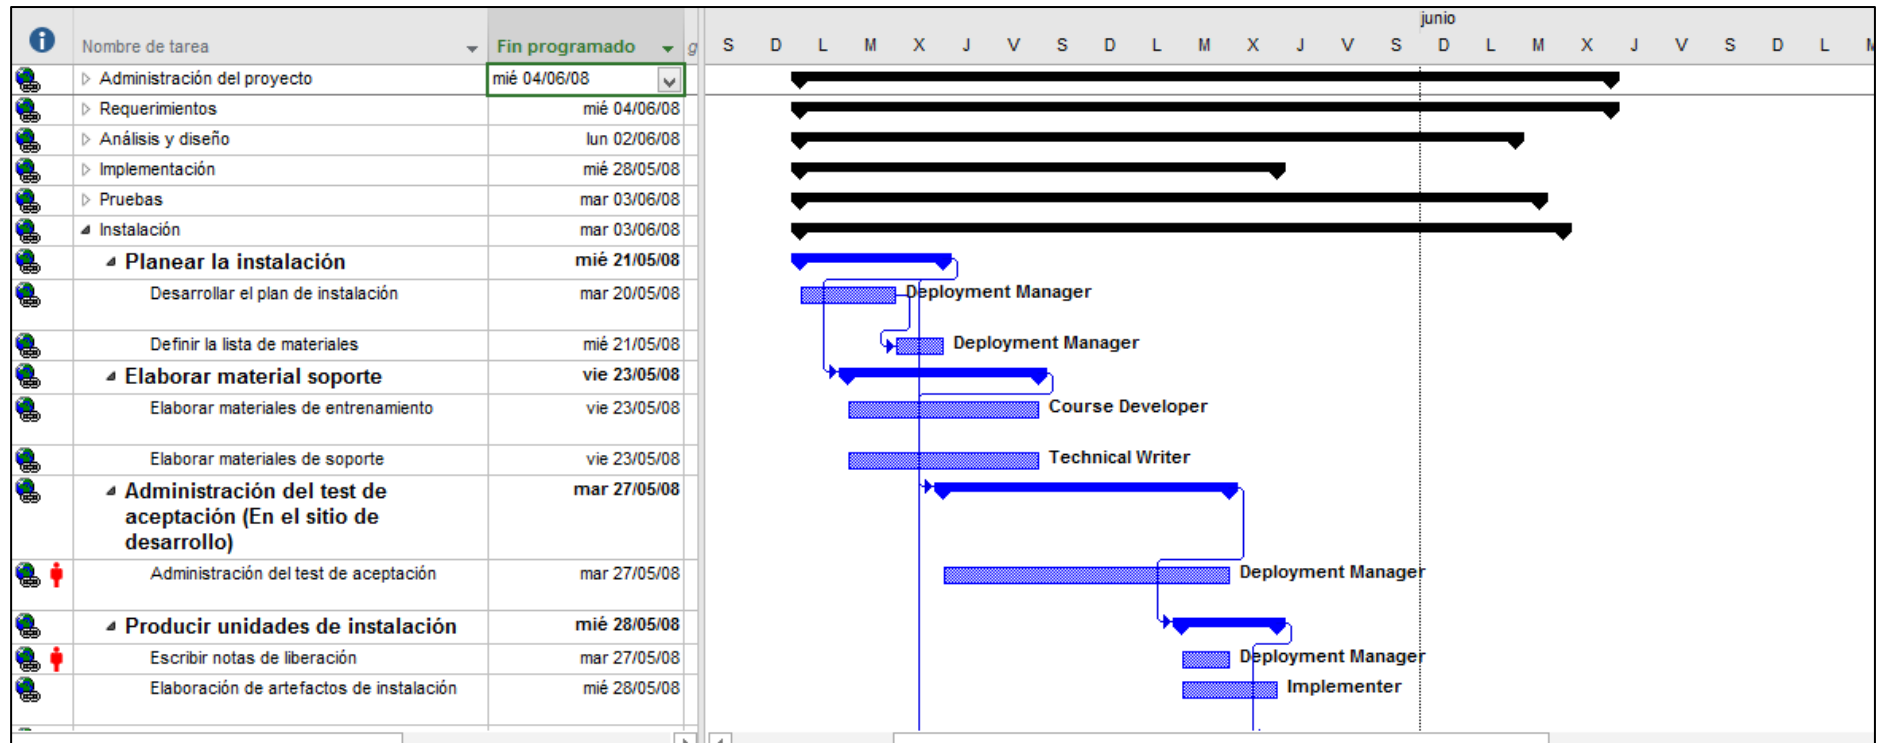 junio
Nombre de tarea Fin programado g S D L M X J V S D L M X J V S D L M X J V S D L M
Administración del proyecto mié 04/06/08
Requerimientos mié 04/06/08
Análisis y diseño lun 02/06/08
Implementación mié 28/05/08
Pruebas mar 03/06/08
Instalación mar 03/06/08
Planear la instalación mié 21/05/08
Desarrollar el plan de instalación mar 20/05/08 Deployment Manager
Definir la lista de materiales mié 21/05/08 Deployment Manager
Elaborar material soporte vie 23/05/08
Elaborar materiales de entrenamiento vie 23/05/08 Course Developer
Elaborar materiales de soporte vie 23/05/08 Technical Writer
Administración del test de mar 27/05/08
aceptación (En el sitio de
desarrollo)
Administración del test de aceptación mar 27/05/08 Deployment Manager
Producir unidades de instalación mié 28/05/08
Escribir notas de liberación mar 27/05/08 Deployment Manager
Elaboración de artefactos de instalación mié 28/05/08 Implementer